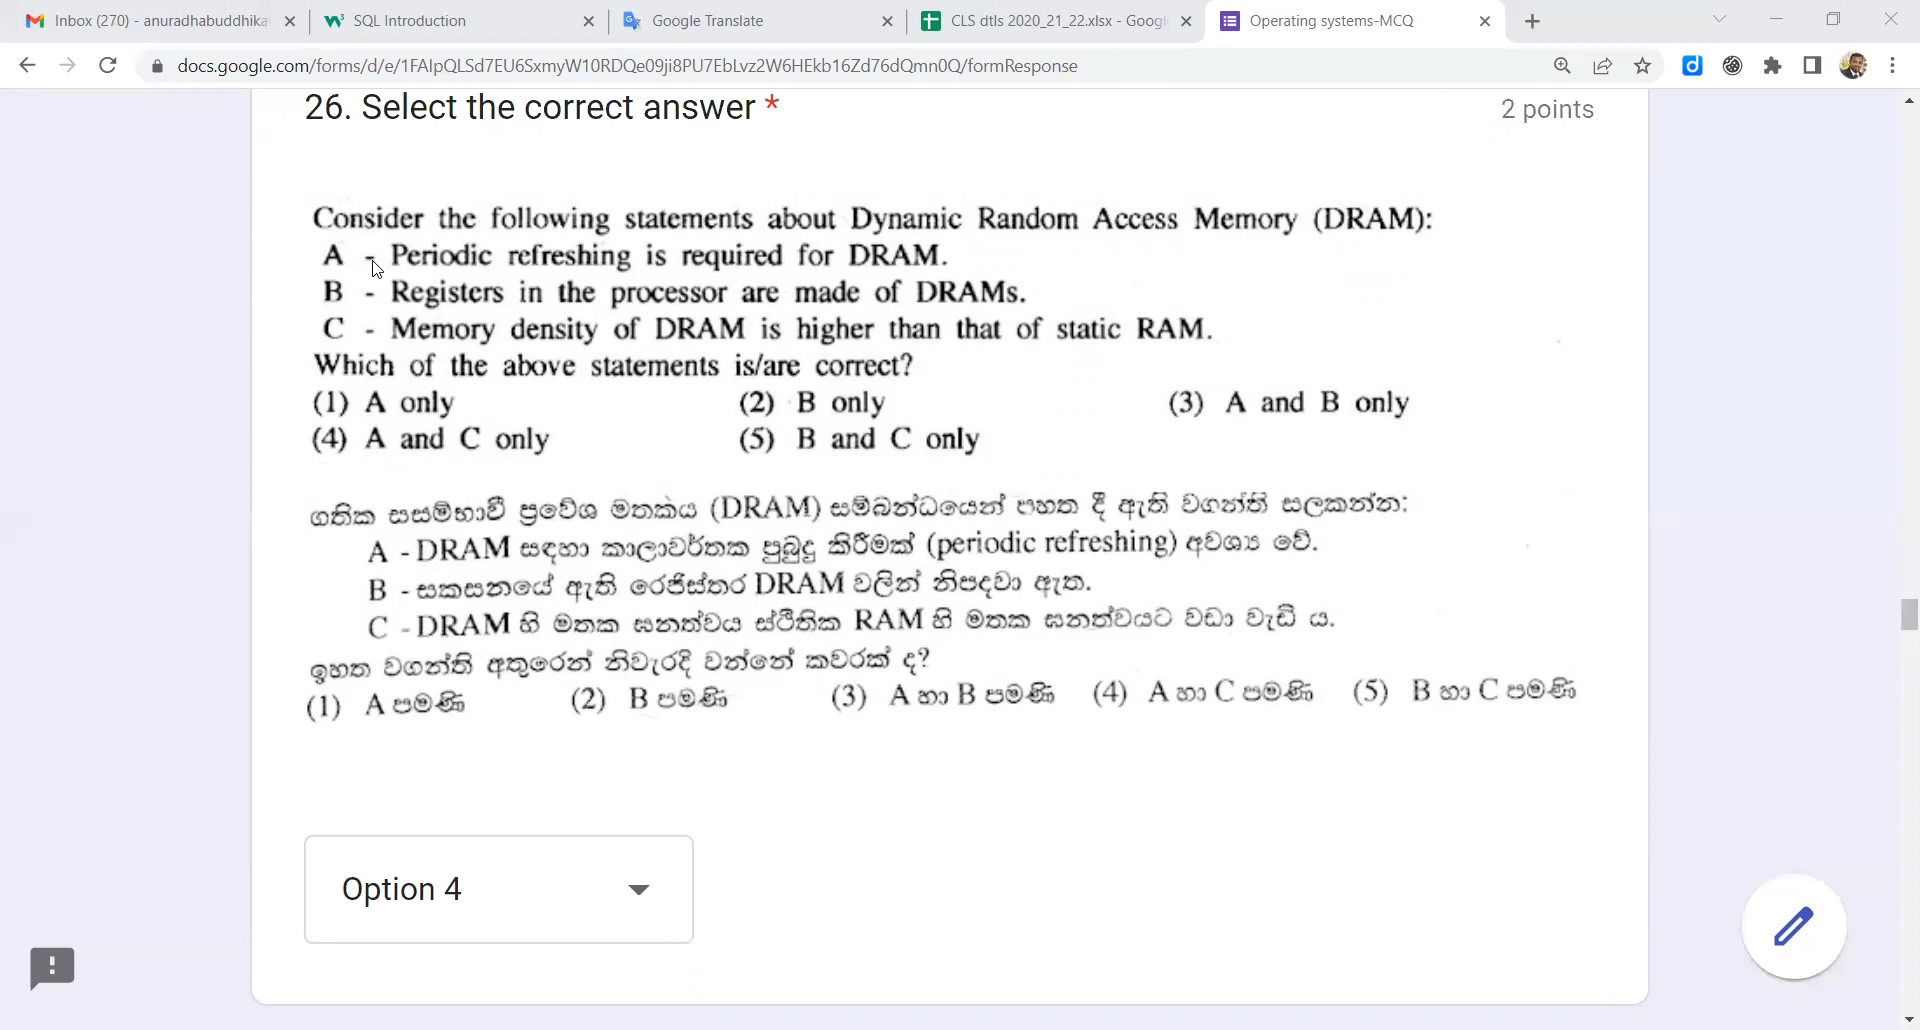 Inbox (270) - anuradhabuddhika
SQL Introduction
Google Translate
CLS dtls 2020_21_22.xlsx - Googl
Operating systems-MCQ
docs.google.com/forms/d/e/1FAIpQLSd7EU6SxmyW10RDQe09ji8PU7EbLvz2W6HEkb16Zd76dQmn0Q/formResponse
26. Select the correct answer *
2 points
Consider the following statements about Dynamic Random Access Memory (DRAM):
A - Periodic refreshing is required for DRAM.
B - Registers in the processor are made of DRAMs.
C - Memory density of DRAM is higher than that of static RAM.
Which of the above statements is/are correct?
(1) A only (2) B only (3) A and B only
(4) A and C only (5) B and C only
ගතික සසම්භාවී ප්‍රවේශ මතකය (DRAM) සම්බන්ධයෙන් පහත දී ඇති වගන්ති සලකන්න:
A - DRAM සඳහා කාලාවර්තක පුබුදු කිරීමක් (periodic refreshing) අවශ්‍ය වේ.
B - සකසනයේ ඇති රෙජිස්තර DRAM වලින් නිපදවා ඇත.
C - DRAM හි මතක ඝනත්වය ස්ථිතික RAM හි මතක ඝනත්වයට වඩා වැඩි ය.
ඉහත වගන්ති අතුරෙන් නිවැරදි වන්නේ කවරක් ද?
(1) A පමණි (2) B පමණි (3) A හා B පමණි (4) A හා C පමණි (5) B හා C පමණි
Option 4